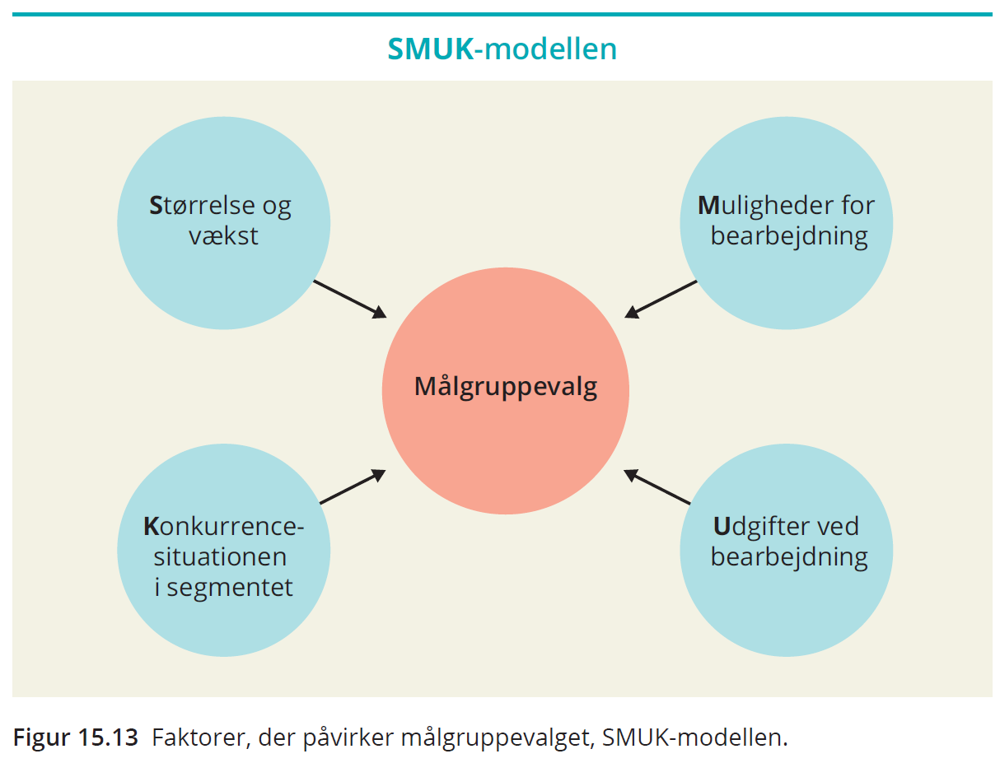 SMUK-modellen
Størrelse og
vækst
Muligheder for
bearbejdning
Målgruppevalg
Konkurrence-
situationen
i segmentet
Udgifter ved
bearbejdning
Figur 15.13 Faktorer, der påvirker målgruppevalget, SMUK-modellen.